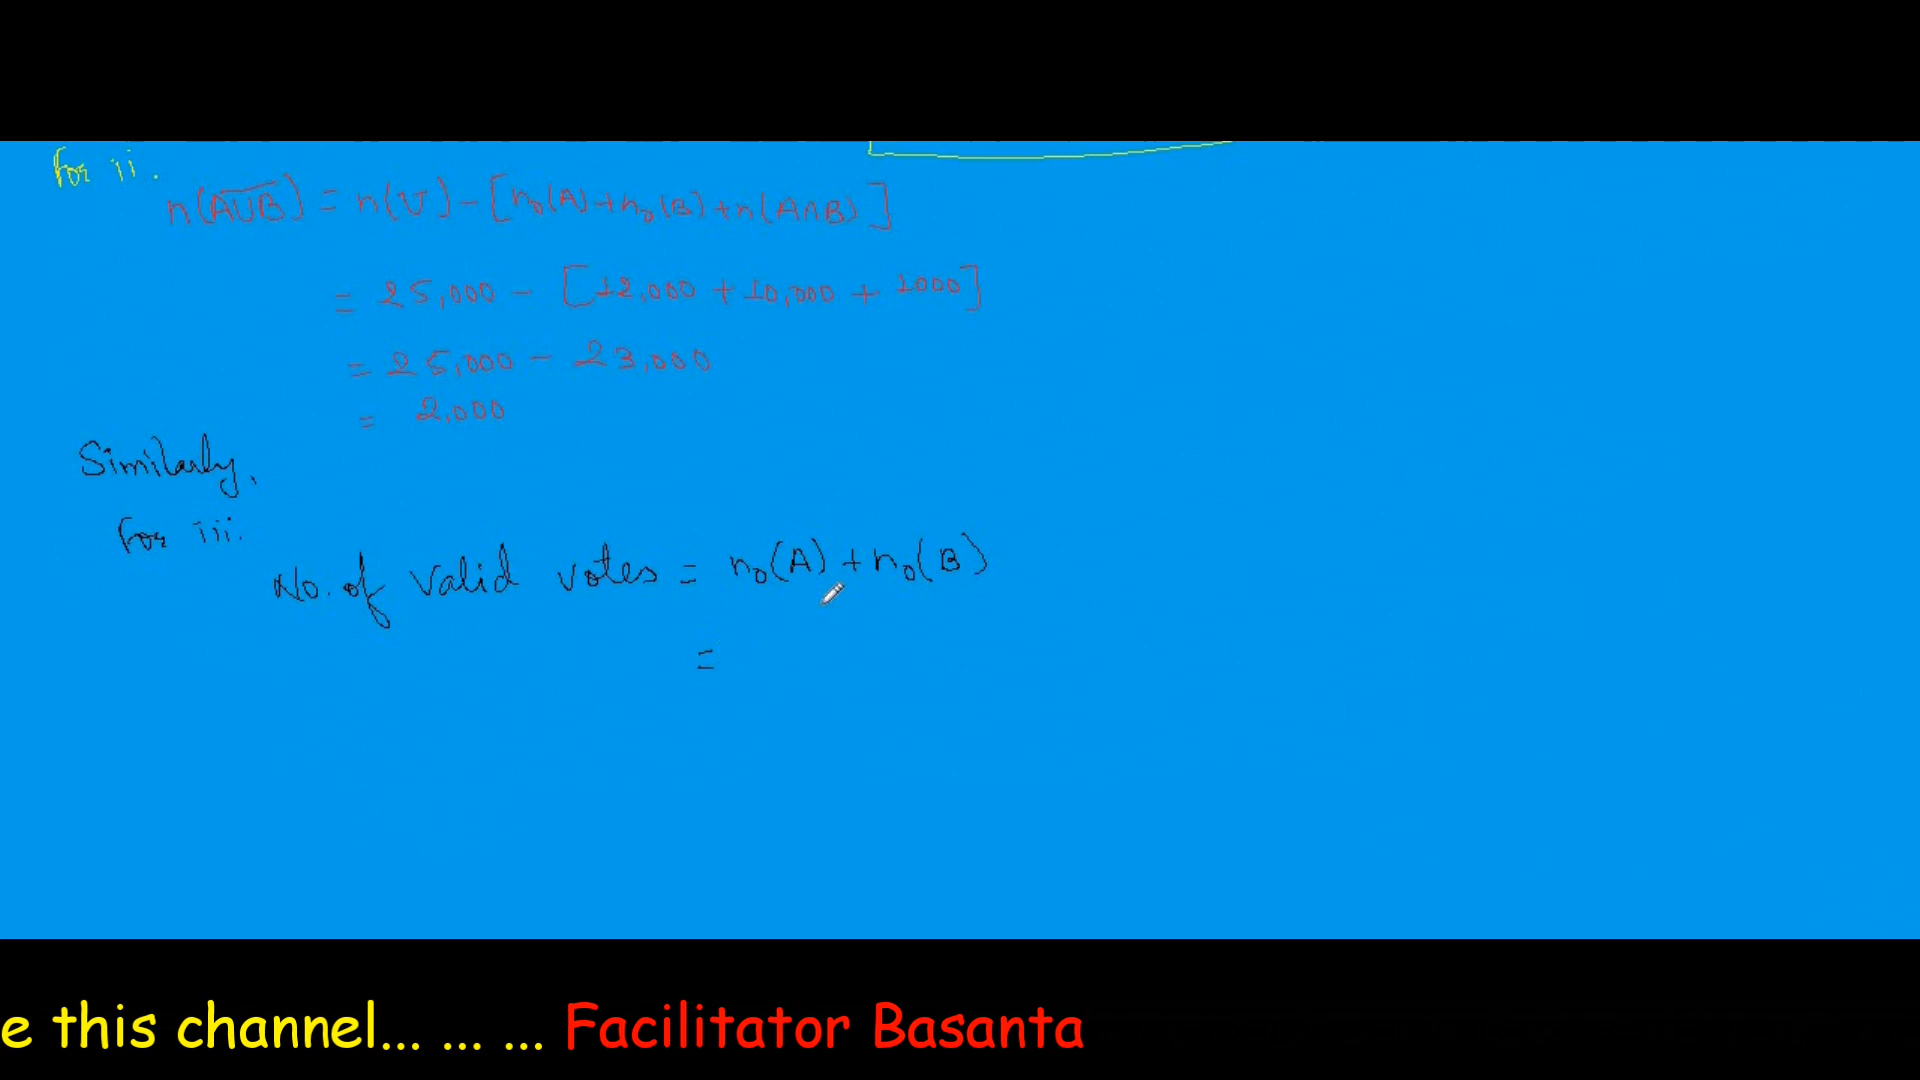 For ii.
n(A∪B)‾ = n(U) - [n₀(A)+n₀(B)+n(A∩B)]
= 25,000 - [12,000 + 10,000 + 1000]
= 25,000 - 23,000
= 2,000
Similarly,
For iii.
No. of Valid votes = n₀(A) + n₀(B)
=
e this channel... ... ... Facilitator Basanta